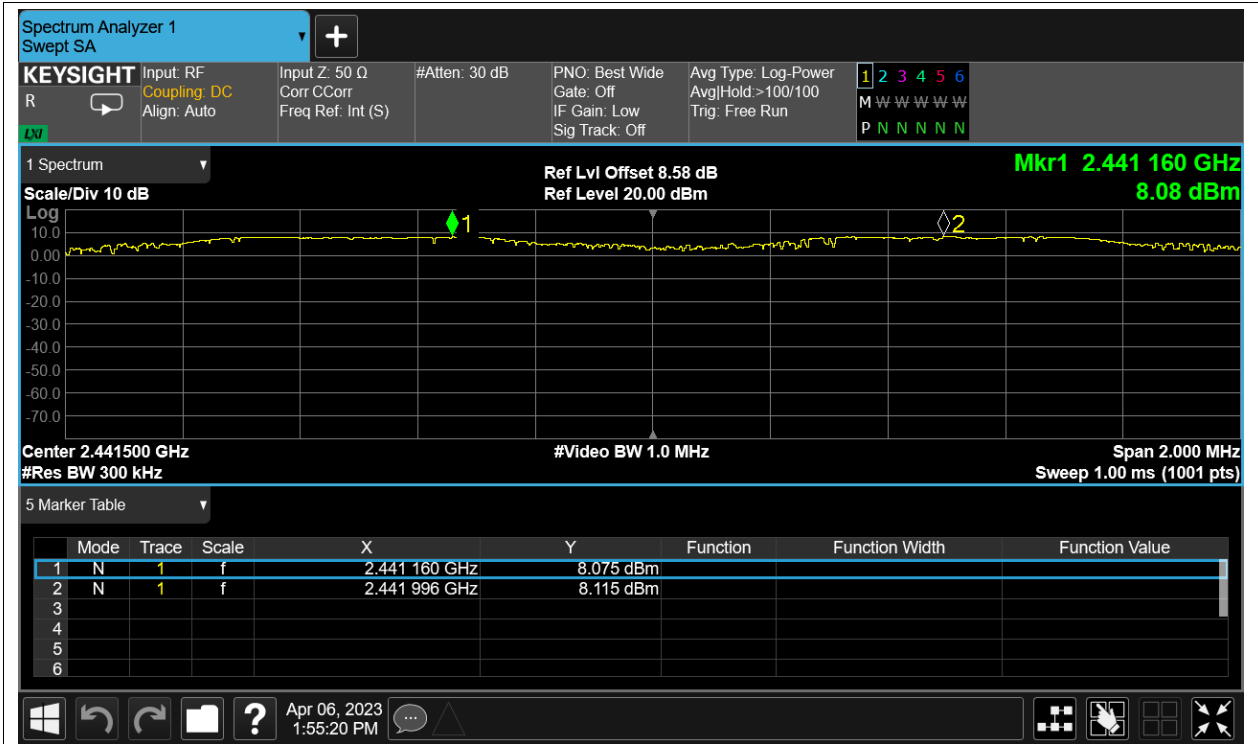 Spectrum Analyzer 1
Swept SA
KEYSIGHT
R
LXI
Input: RF
Coupling: DC
Align: Auto
Input Z: 50 Ω
Corr CCorr
Freq Ref: Int (S)
#Atten: 30 dB
PNO: Best Wide
Gate: Off
IF Gain: Low
Sig Track: Off
Avg Type: Log-Power
Avg|Hold:>100/100
Trig: Free Run
1 2 3 4 5 6
M W W W W W
P N N N N N
1 Spectrum
Scale/Div 10 dB
Ref Lvl Offset 8.58 dB
Ref Level 20.00 dBm
Mkr1 2.441 160 GHz
8.08 dBm
Log
10.0
0.00
-10.0
-20.0
-30.0
-40.0
-50.0
-60.0
-70.0
1
2
Center 2.441500 GHz
#Video BW 1.0 MHz
Span 2.000 MHz
#Res BW 300 kHz
Sweep 1.00 ms (1001 pts)
5 Marker Table
Mode Trace Scale X Y Function Function Width Function Value
1 N 1 f 2.441 160 GHz 8.075 dBm
2 N 1 f 2.441 996 GHz 8.115 dBm
3
4
5
6
?
Apr 06, 2023
1:55:20 PM